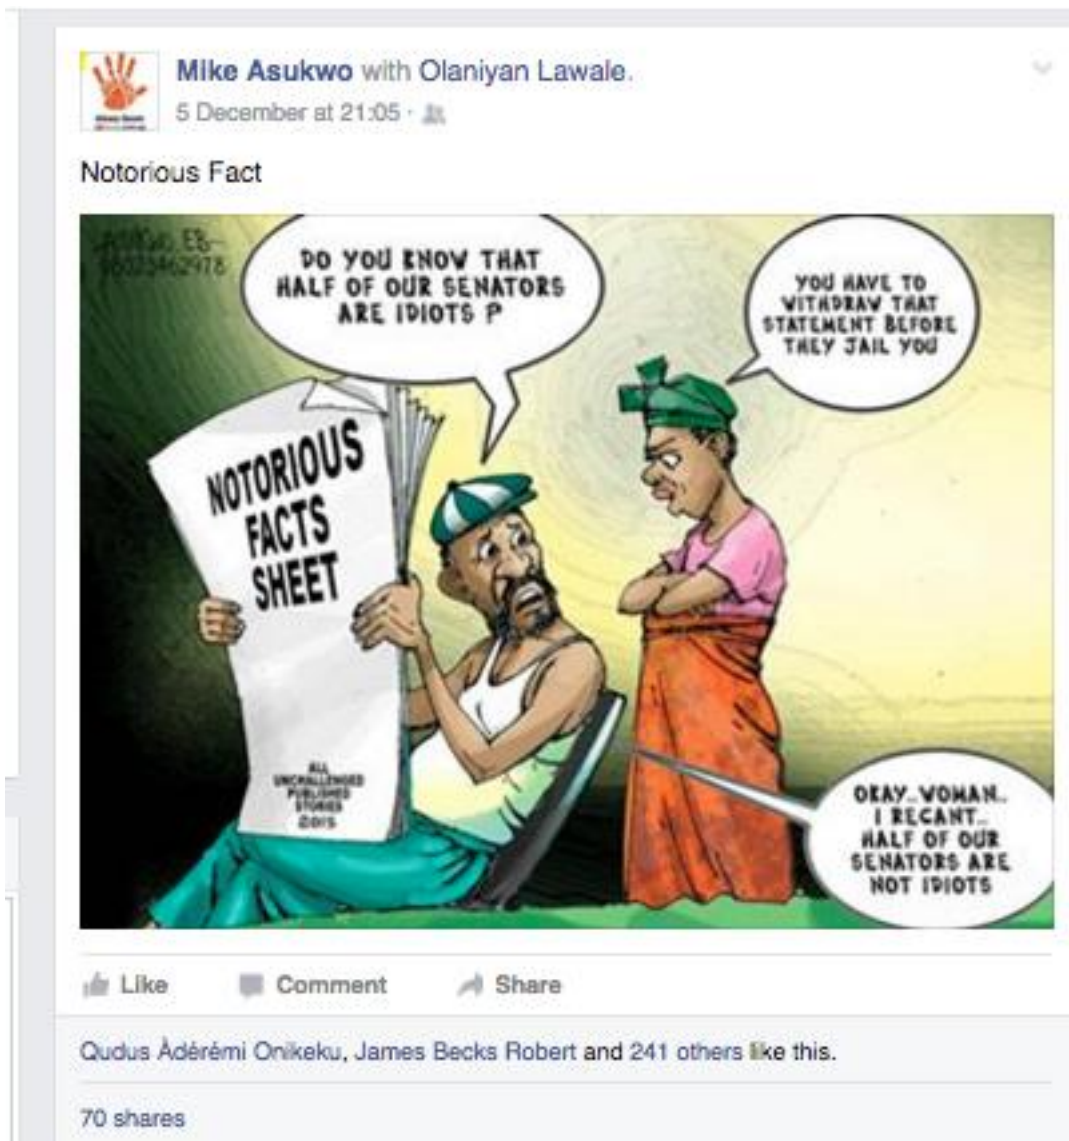 Mike Asukwo with Olaniyan Lawale.
5 December at 21:05 ·
Notorious Fact
DO YOU KNOW THAT
HALF OF OUR SENATORS
ARE IDIOTS ?
YOU HAVE TO
WITHDRAW THAT
STATEMENT BEFORE
THEY JAIL YOU
NOTORIOUS
FACTS
SHEET
ALL
UNCHALLENGED
PUBLISHED
STORIES
©2015
OKAY..WOMAN..
I RECANT..
HALF OF OUR
SENATORS ARE
NOT IDIOTS
Like Comment Share
Qudus Àdérémi Onikeku, James Becks Robert and 241 others like this.
70 shares